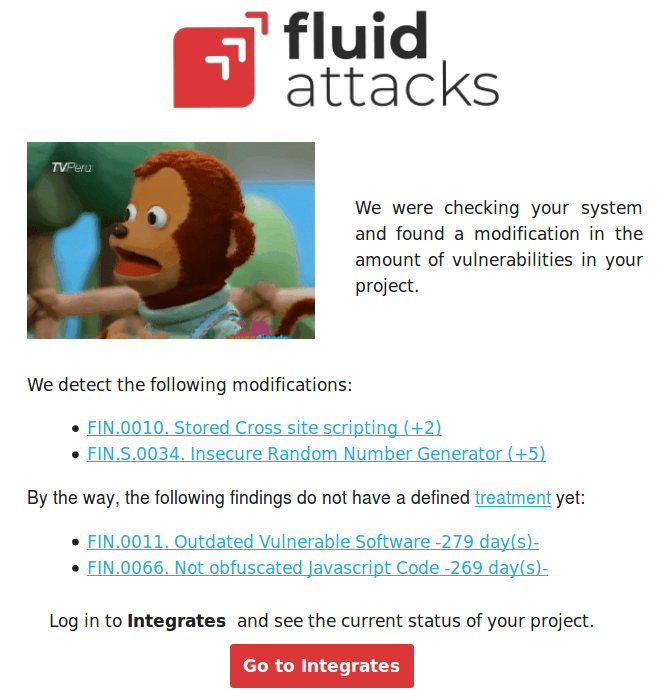 fluid
attacks
TVPerú
We were checking your system
and found a modification in the
amount of vulnerabilities in your
project.
We detect the following modifications:
FIN.0010. Stored Cross site scripting (+2)
FIN.S.0034. Insecure Random Number Generator (+5)
By the way, the following findings do not have a defined treatment yet:
FIN.0011. Outdated Vulnerable Software -279 day(s)-
FIN.0066. Not obfuscated Javascript Code -269 day(s)-
Log in to Integrates and see the current status of your project.
Go to Integrates